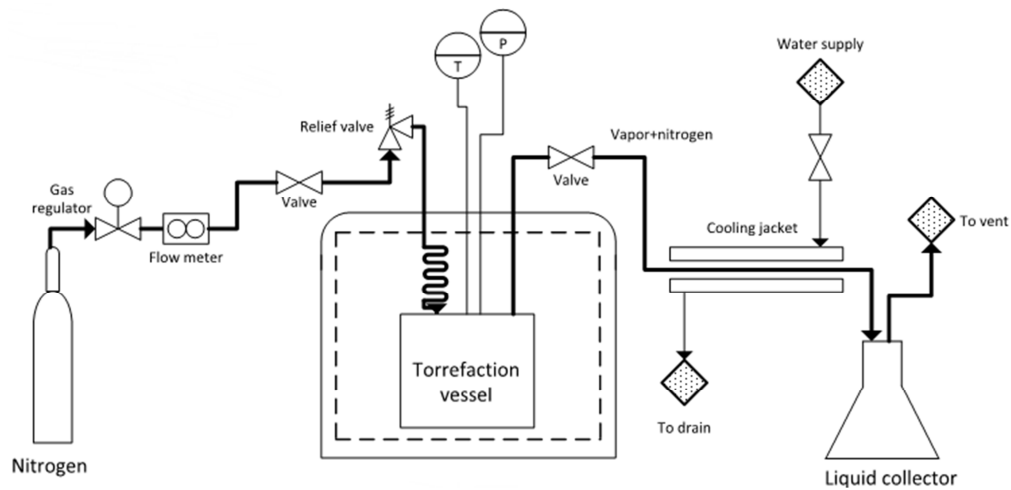 P
T
Water supply
Relief valve
Vapor+nitrogen
Valve
Gas
regulator
Valve
Flow meter
Cooling jacket
To vent
Torrefaction
vessel
To drain
Nitrogen
Liquid collector